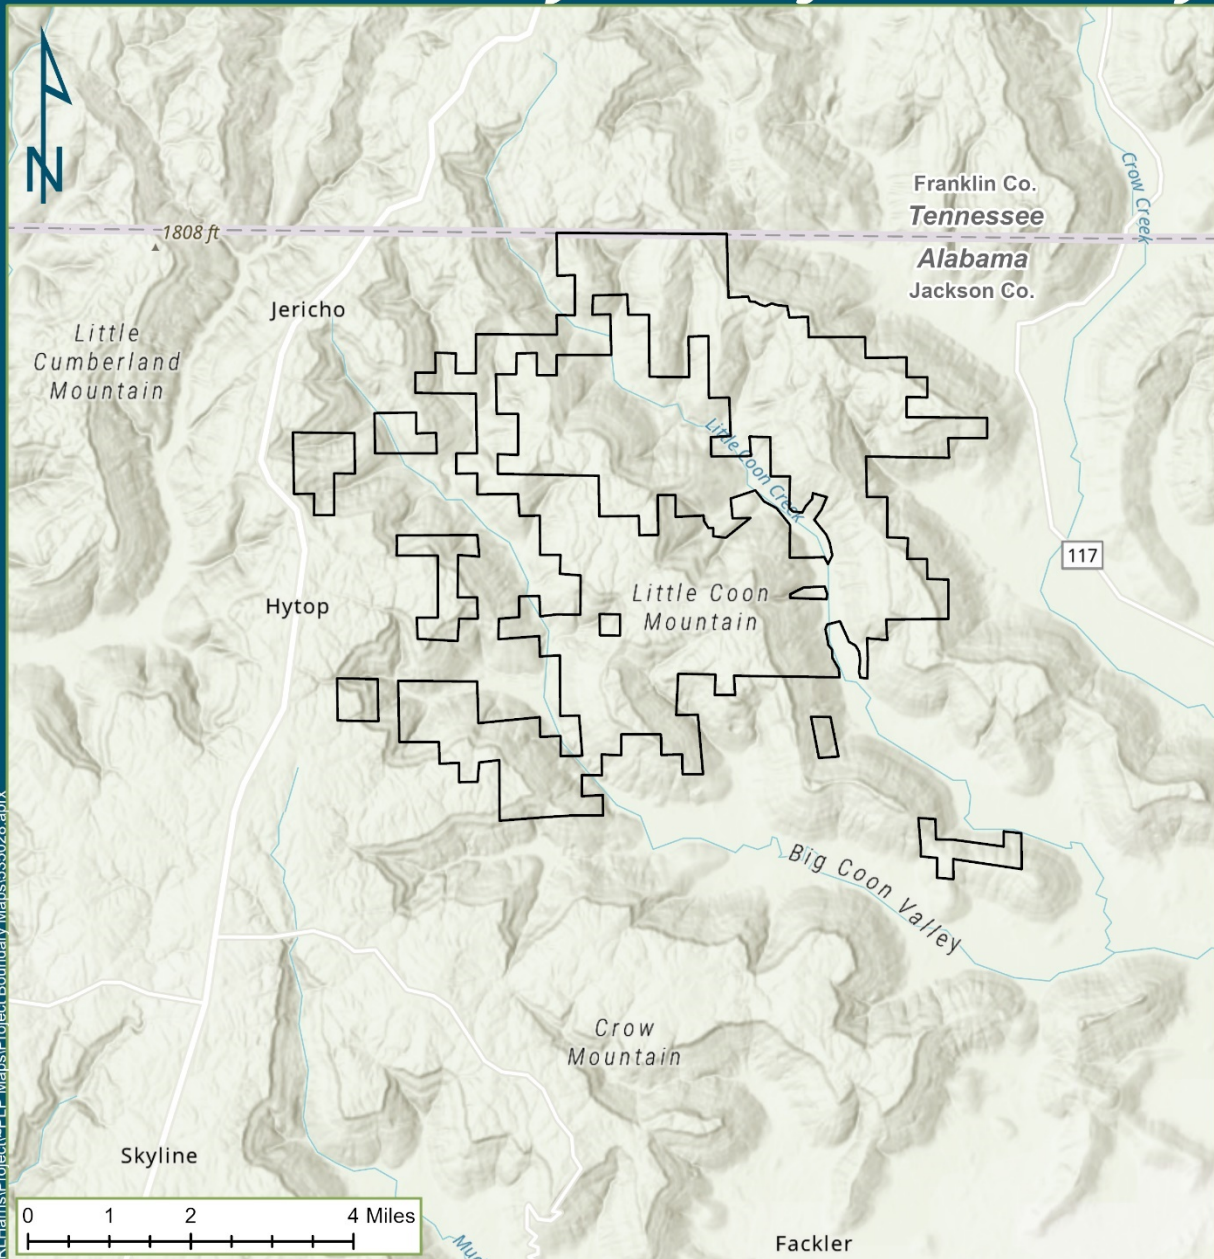 N
Franklin Co.
Tennessee
Crow Creek
1808 ft
Alabama
Jackson Co.
Jericho
Little
Cumberland
Mountain
Little Coon Creek
117
Hytop
Little Coon
Mountain
Big Coon Valley
Crow
Mountain
Skyline
0 1 2 4 Miles
Fackler